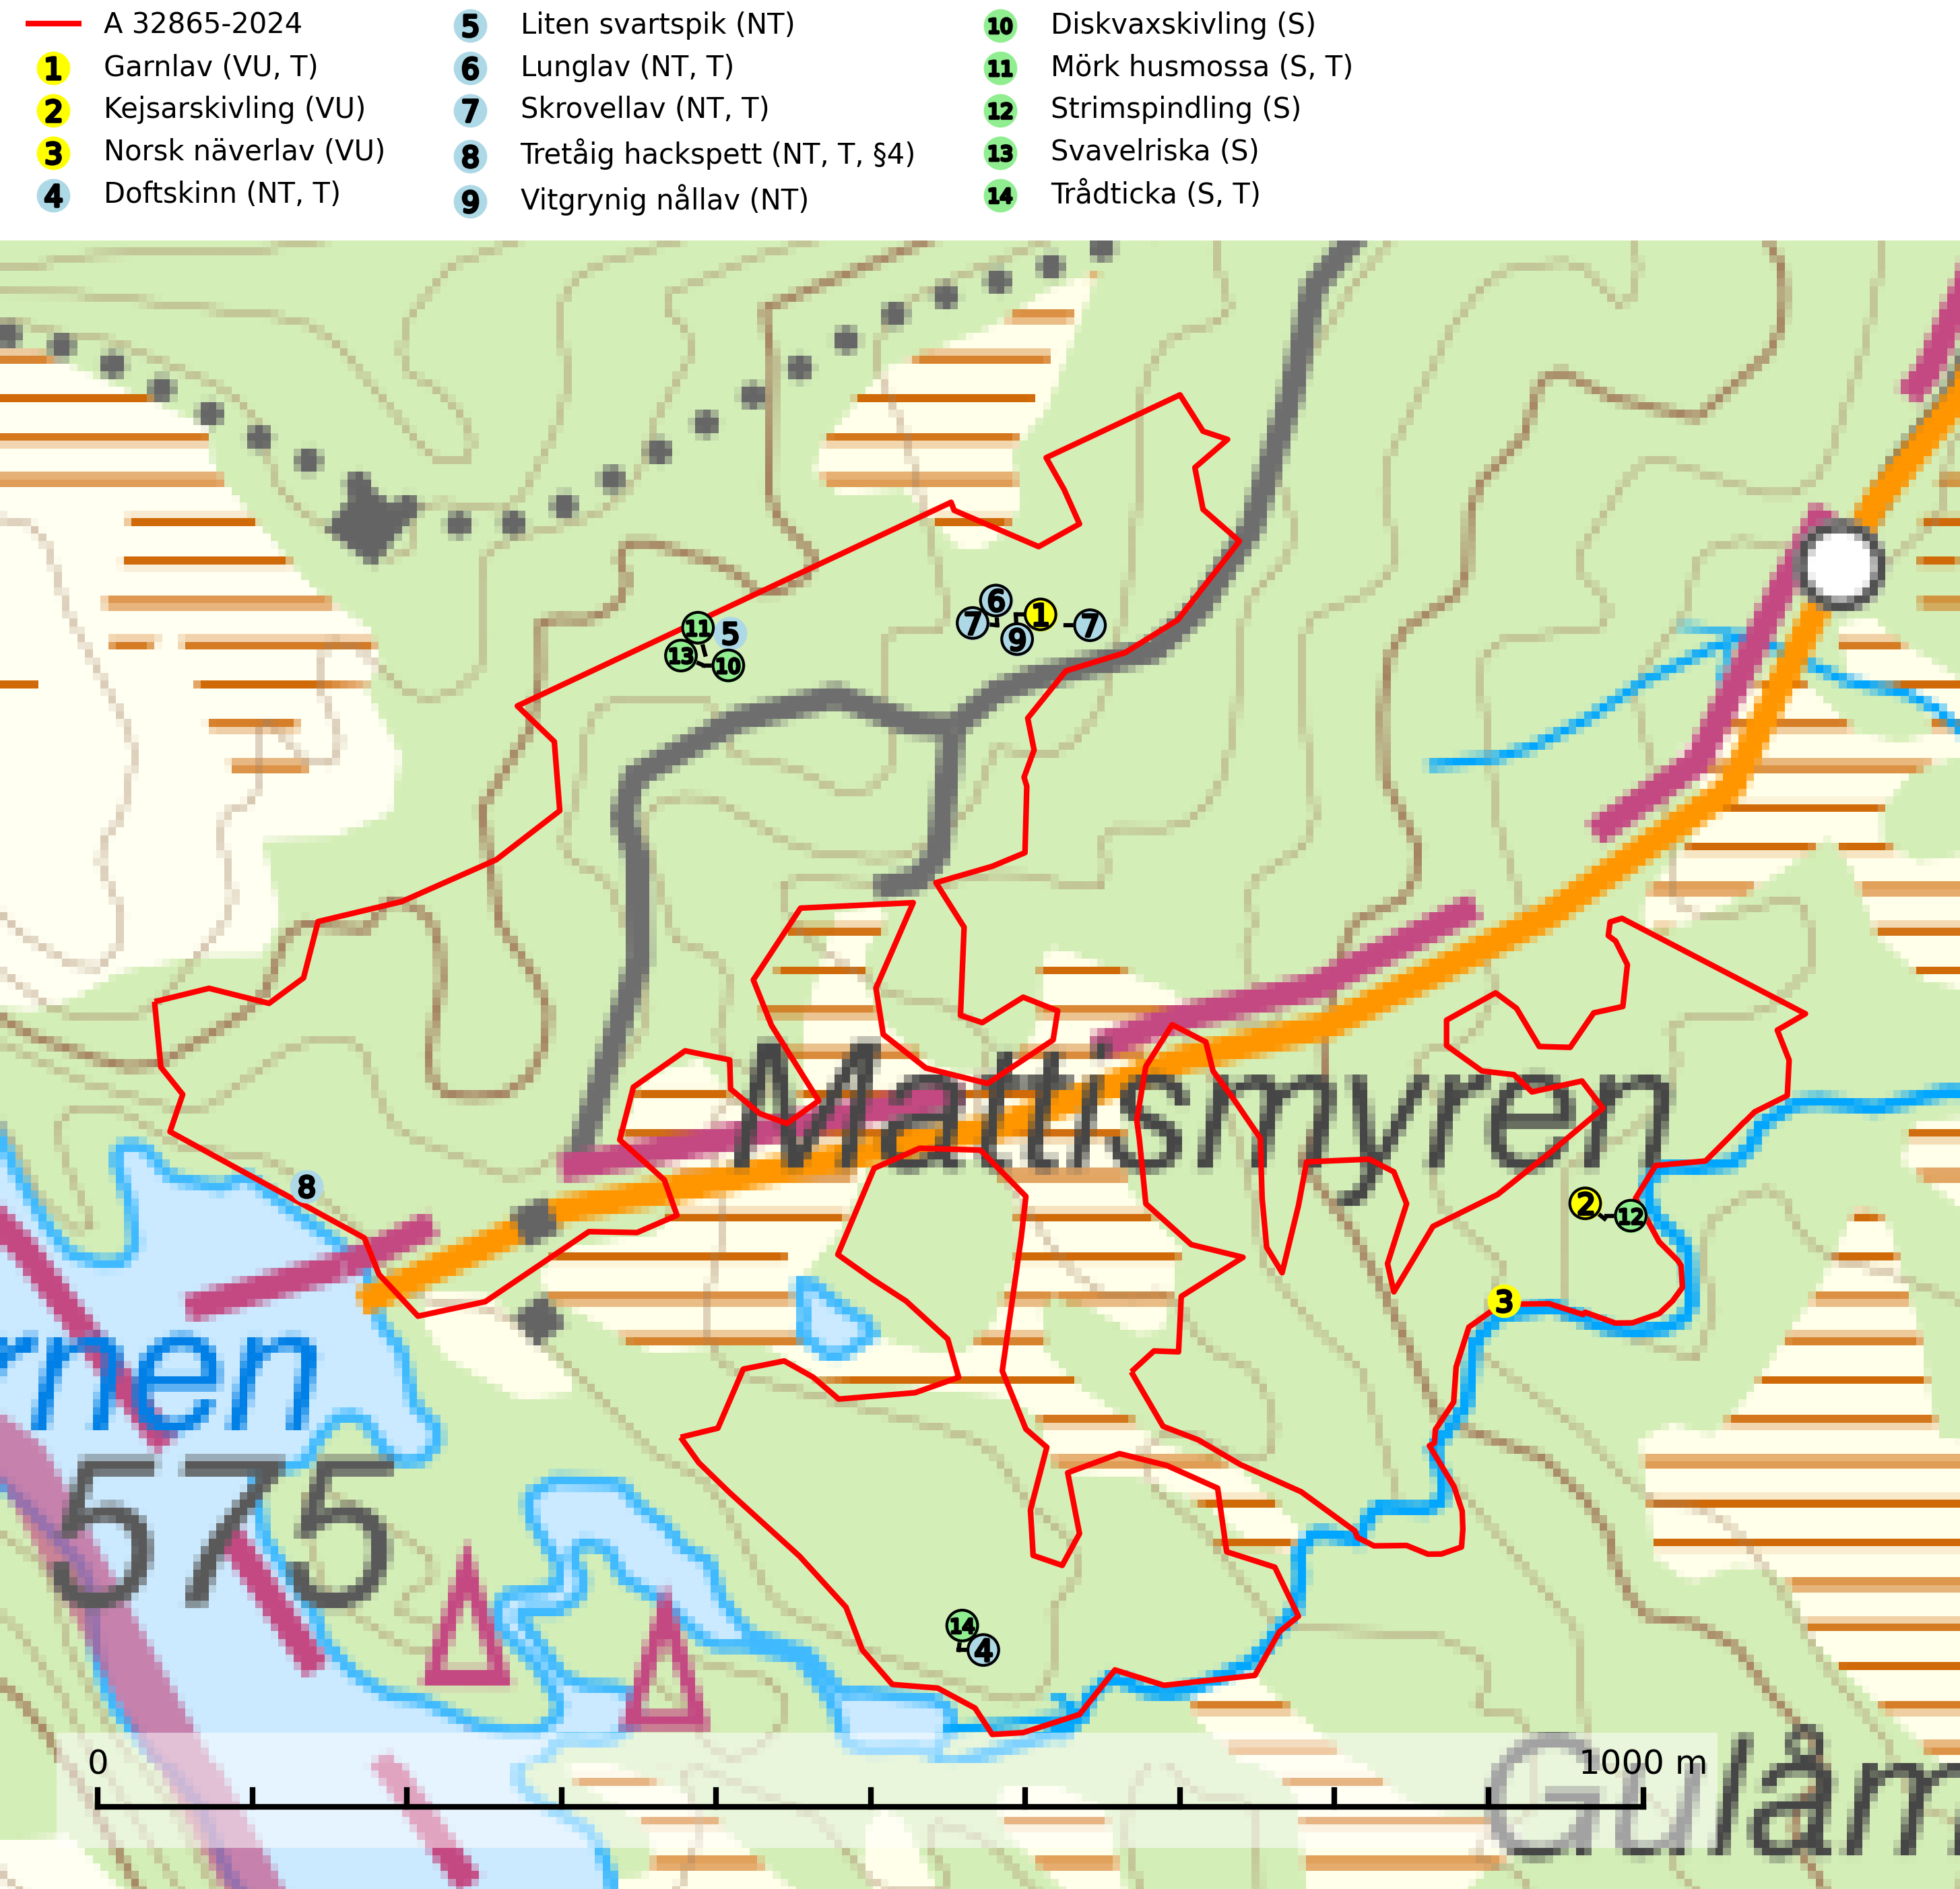 A 32865-2024
1 Garnlav (VU, T)
2 Kejsarskivling (VU)
3 Norsk näverlav (VU)
4 Doftskinn (NT, T)
5 Liten svartspik (NT)
6 Lunglav (NT, T)
7 Skrovellav (NT, T)
8 Tretåig hackspett (NT, T, §4)
9 Vitgrynig nållav (NT)
10 Diskvaxskivling (S)
11 Mörk husmossa (S, T)
12 Strimspindling (S)
13 Svavelriska (S)
14 Trådticka (S, T)
6
7
1
7
9
11
5
13
10
Mattismyren
8
2
12
3
rnen
575
14
4
0
1000 m
Gulåm